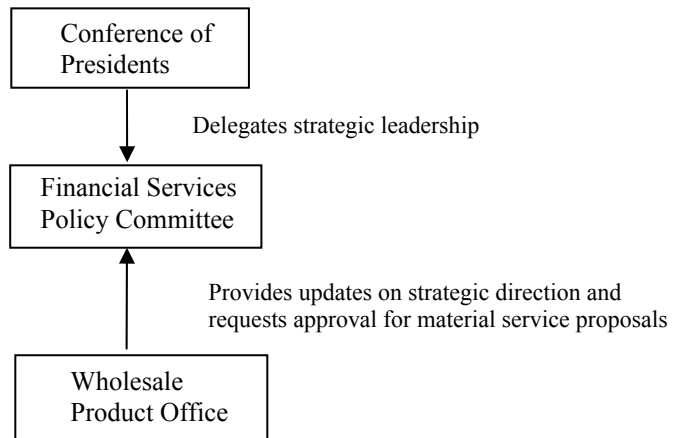 Conference of
Presidents
Delegates strategic leadership
Financial Services
Policy Committee
Provides updates on strategic direction and
requests approval for material service proposals
Wholesale
Product Office